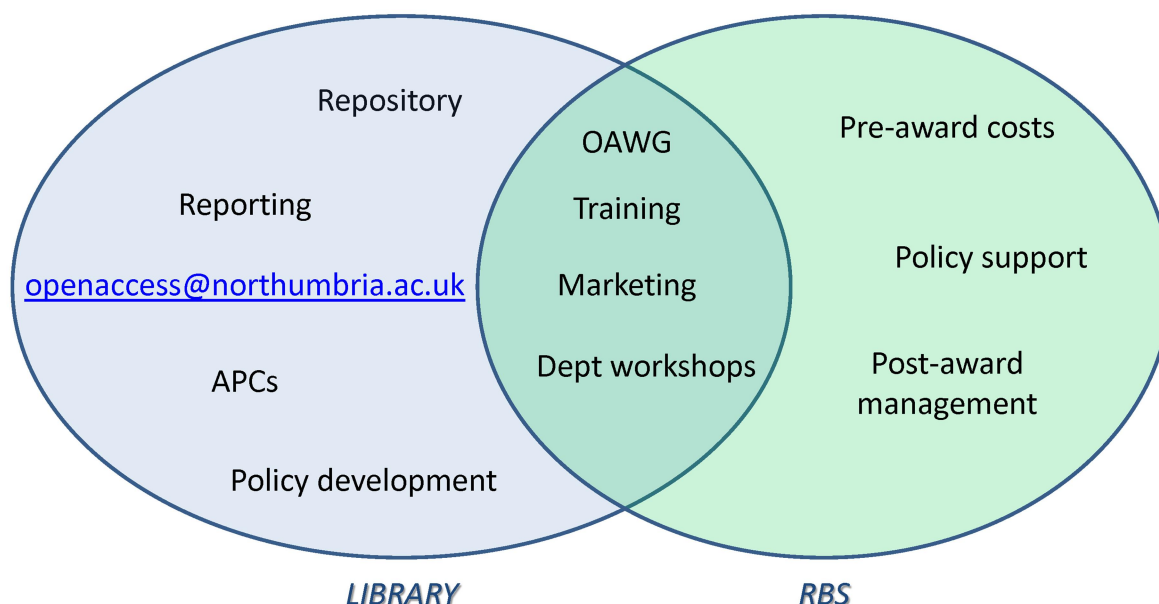 Repository
Reporting
openaccess@northumbria.ac.uk
APCs
Policy development
OAWG
Training
Marketing
Dept workshops
Pre-award costs
Policy support
Post-award
management
LIBRARY
RBS